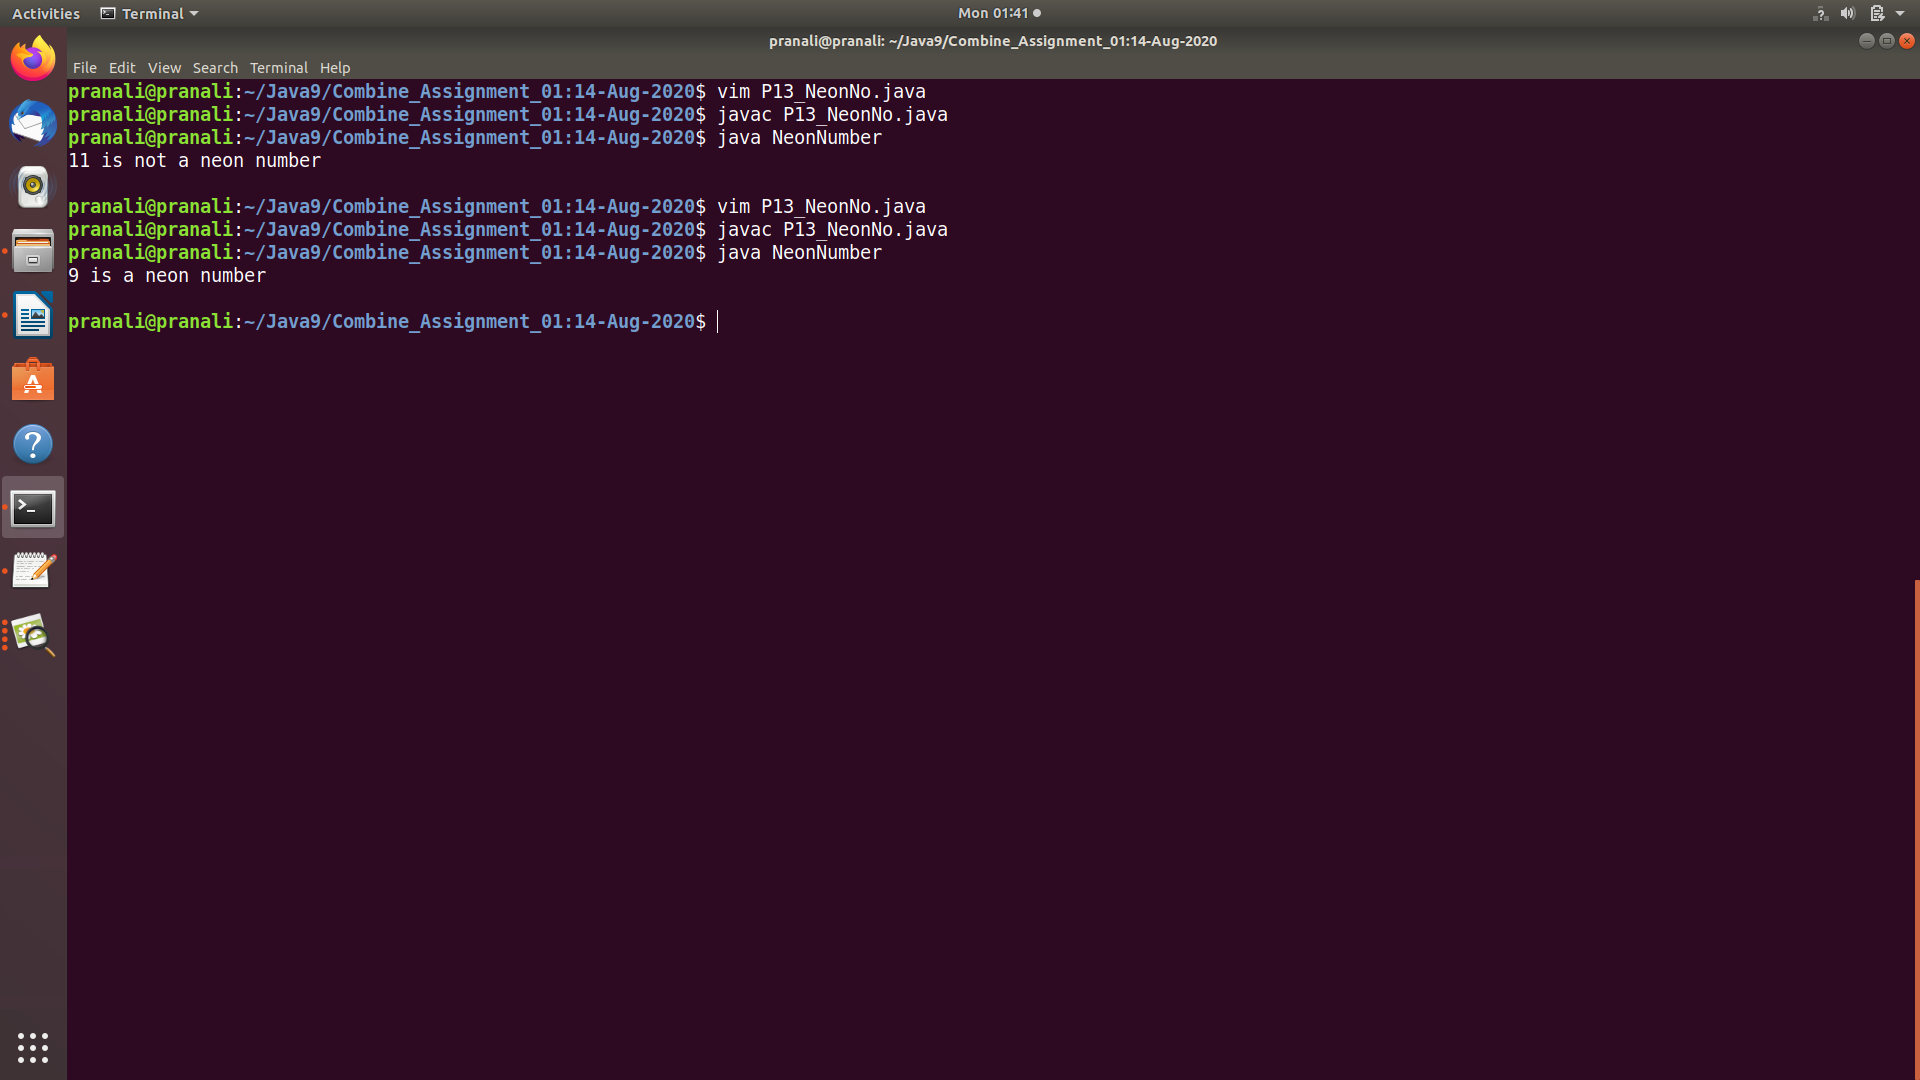 Activities Terminal Mon 01:41
pranali@pranali: ~/Java9/Combine_Assignment_01:14-Aug-2020
File Edit View Search Terminal Help
pranali@pranali:~/Java9/Combine_Assignment_01:14-Aug-2020$ vim P13_NeonNo.java
pranali@pranali:~/Java9/Combine_Assignment_01:14-Aug-2020$ javac P13_NeonNo.java
pranali@pranali:~/Java9/Combine_Assignment_01:14-Aug-2020$ java NeonNumber
11 is not a neon number
pranali@pranali:~/Java9/Combine_Assignment_01:14-Aug-2020$ vim P13_NeonNo.java
pranali@pranali:~/Java9/Combine_Assignment_01:14-Aug-2020$ javac P13_NeonNo.java
pranali@pranali:~/Java9/Combine_Assignment_01:14-Aug-2020$ java NeonNumber
9 is a neon number
pranali@pranali:~/Java9/Combine_Assignment_01:14-Aug-2020$